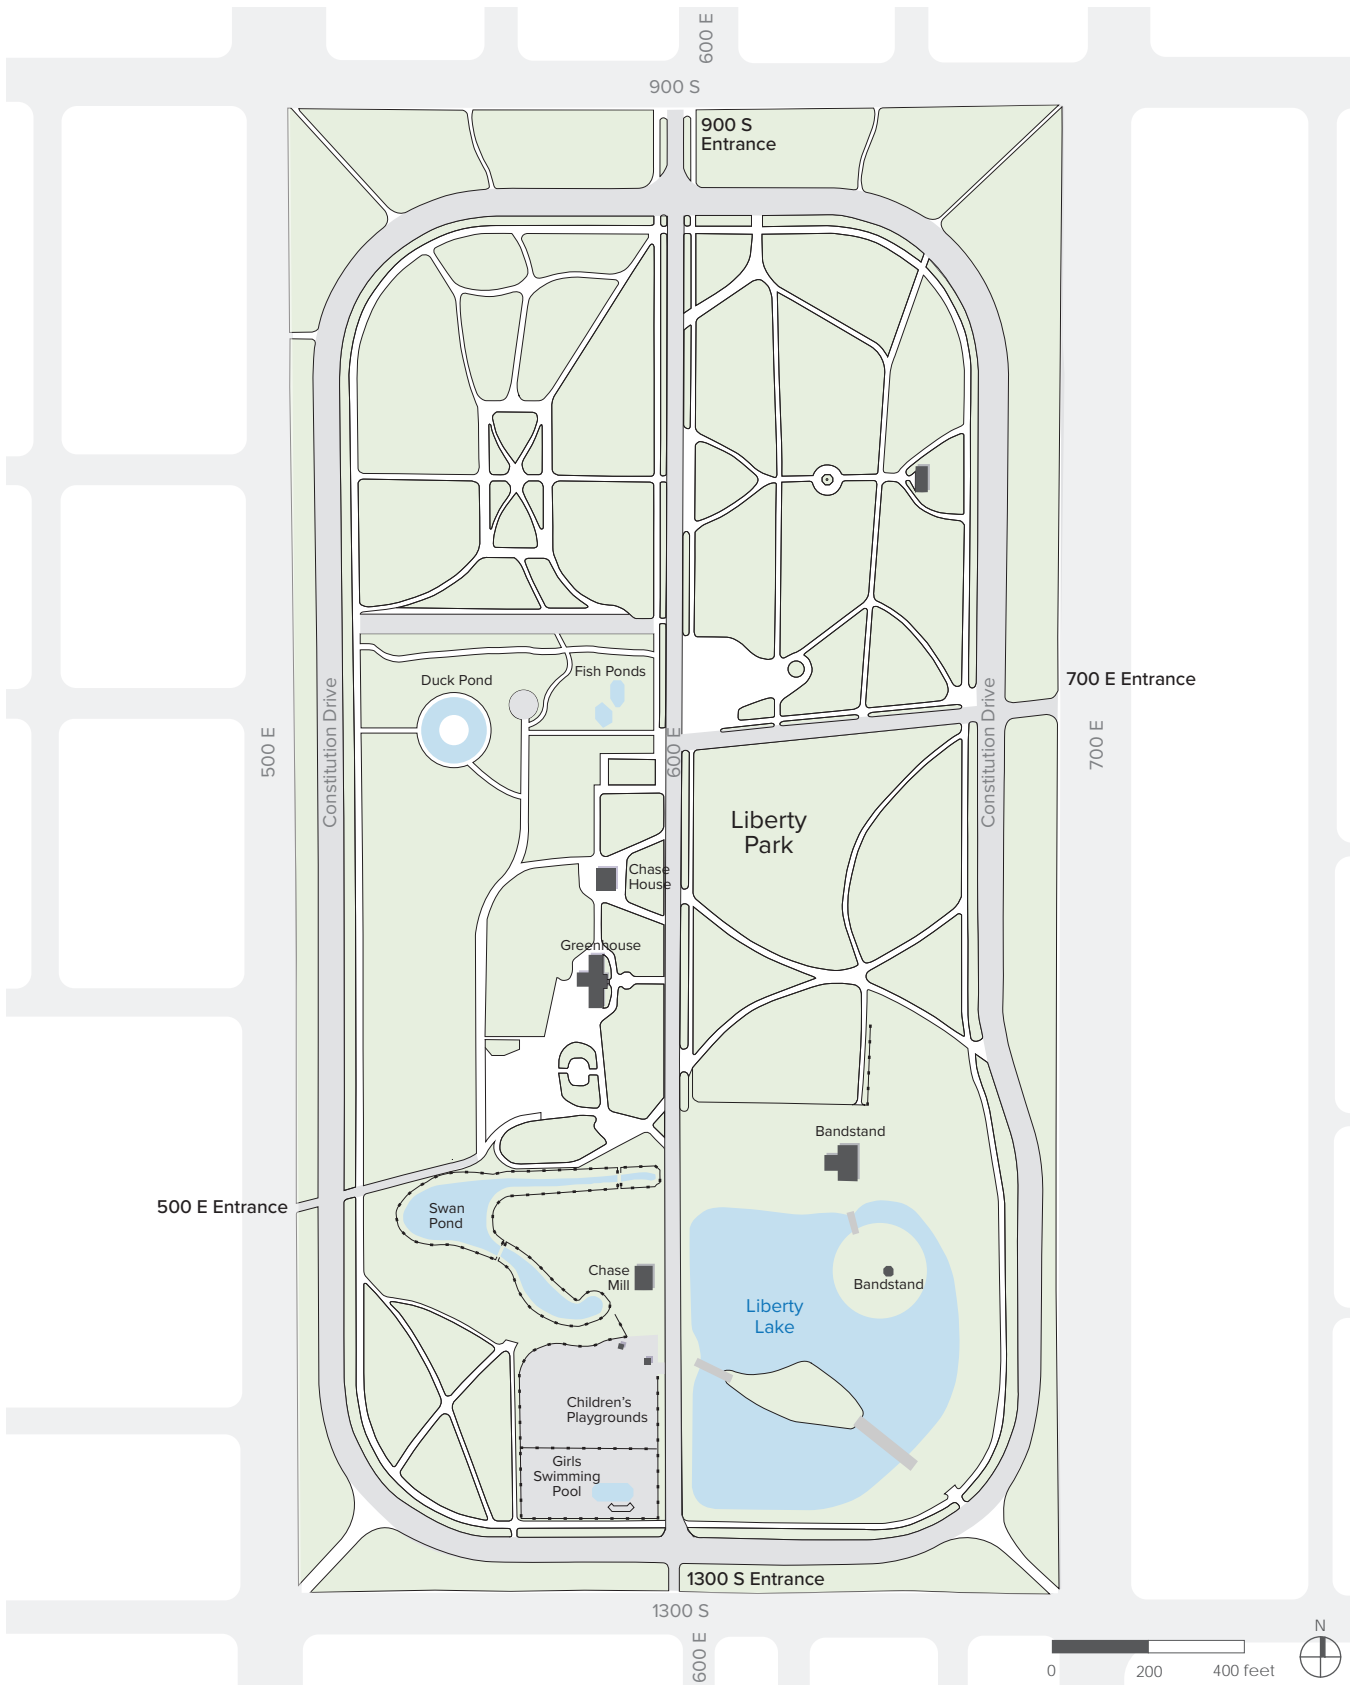 600 E
900 S
900 S
Entrance
Fish Ponds
Duck Pond
700 E Entrance
Constitution Drive
Constitution Drive
500 E
600 E
700 E
Liberty
Park
Chase
House
Greenhouse
Bandstand
500 E Entrance
Swan
Pond
Chase
Mill
Bandstand
Liberty
Lake
Children's
Playgrounds
Girls
Swimming
Pool
1300 S Entrance
1300 S
600 E
N
0 200 400 feet